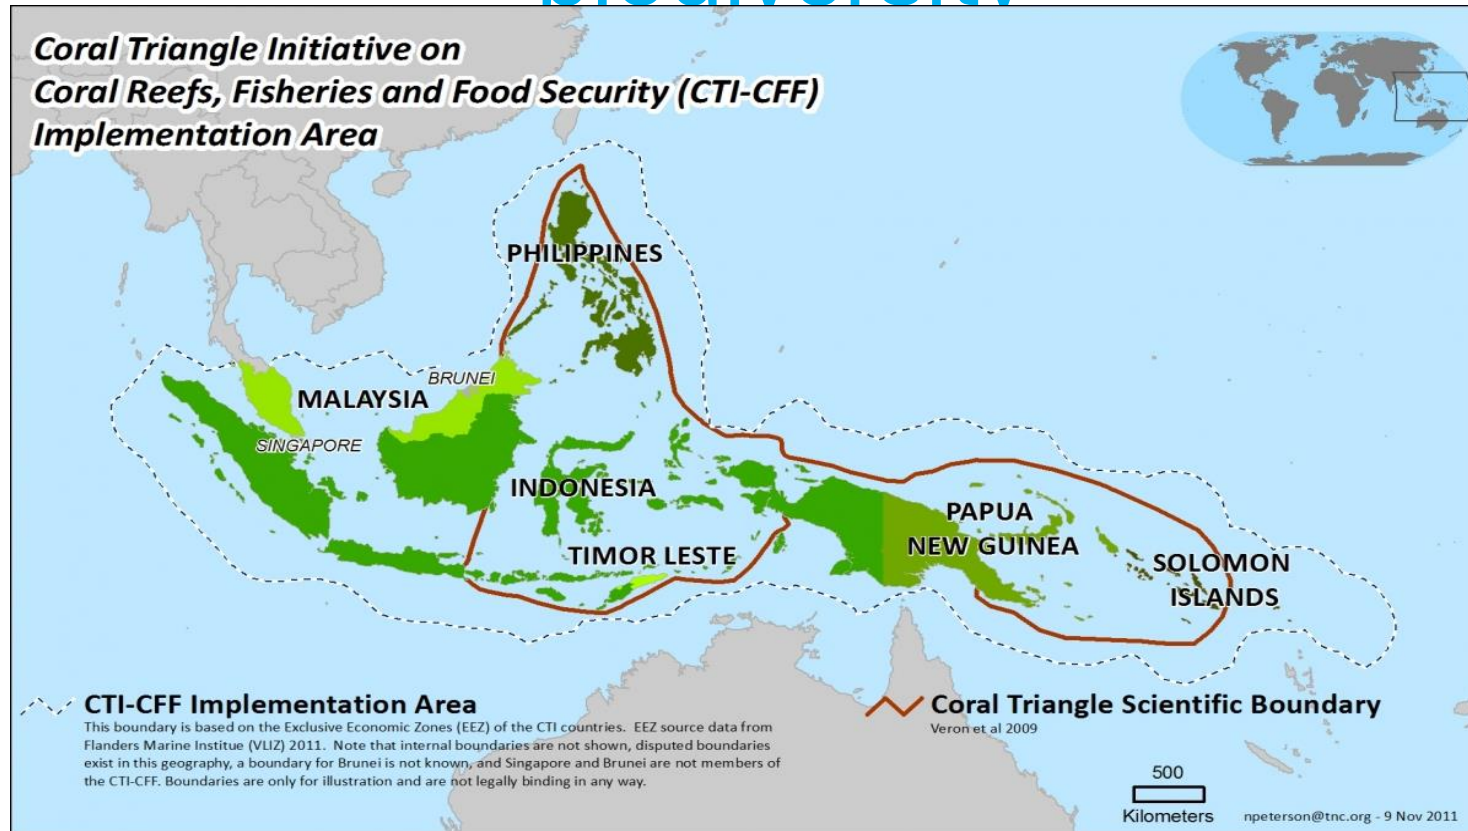 biodiversity
Coral Triangle Initiative on
Coral Reefs, Fisheries and Food Security (CTI-CFF)
Implementation Area
PHILIPPINES
BRUNEI
MALAYSIA
SINGAPORE
INDONESIA
TIMOR LESTE
PAPUA
NEW GUINEA
SOLOMON
ISLANDS
CTI-CFF Implementation Area
This boundary is based on the Exclusive Economic Zones (EEZ) of the CTI countries.  EEZ source data from
Flanders Marine Institue (VLIZ) 2011.  Note that internal boundaries are not shown, disputed boundaries
exist in this geography, a boundary for Brunei is not known, and Singapore and Brunei are not members of
the CTI-CFF. Boundaries are only for illustration and are not legally binding in any way.
Coral Triangle Scientific Boundary
Veron et al 2009
500
Kilometers
npeterson@tnc.org - 9 Nov 2011